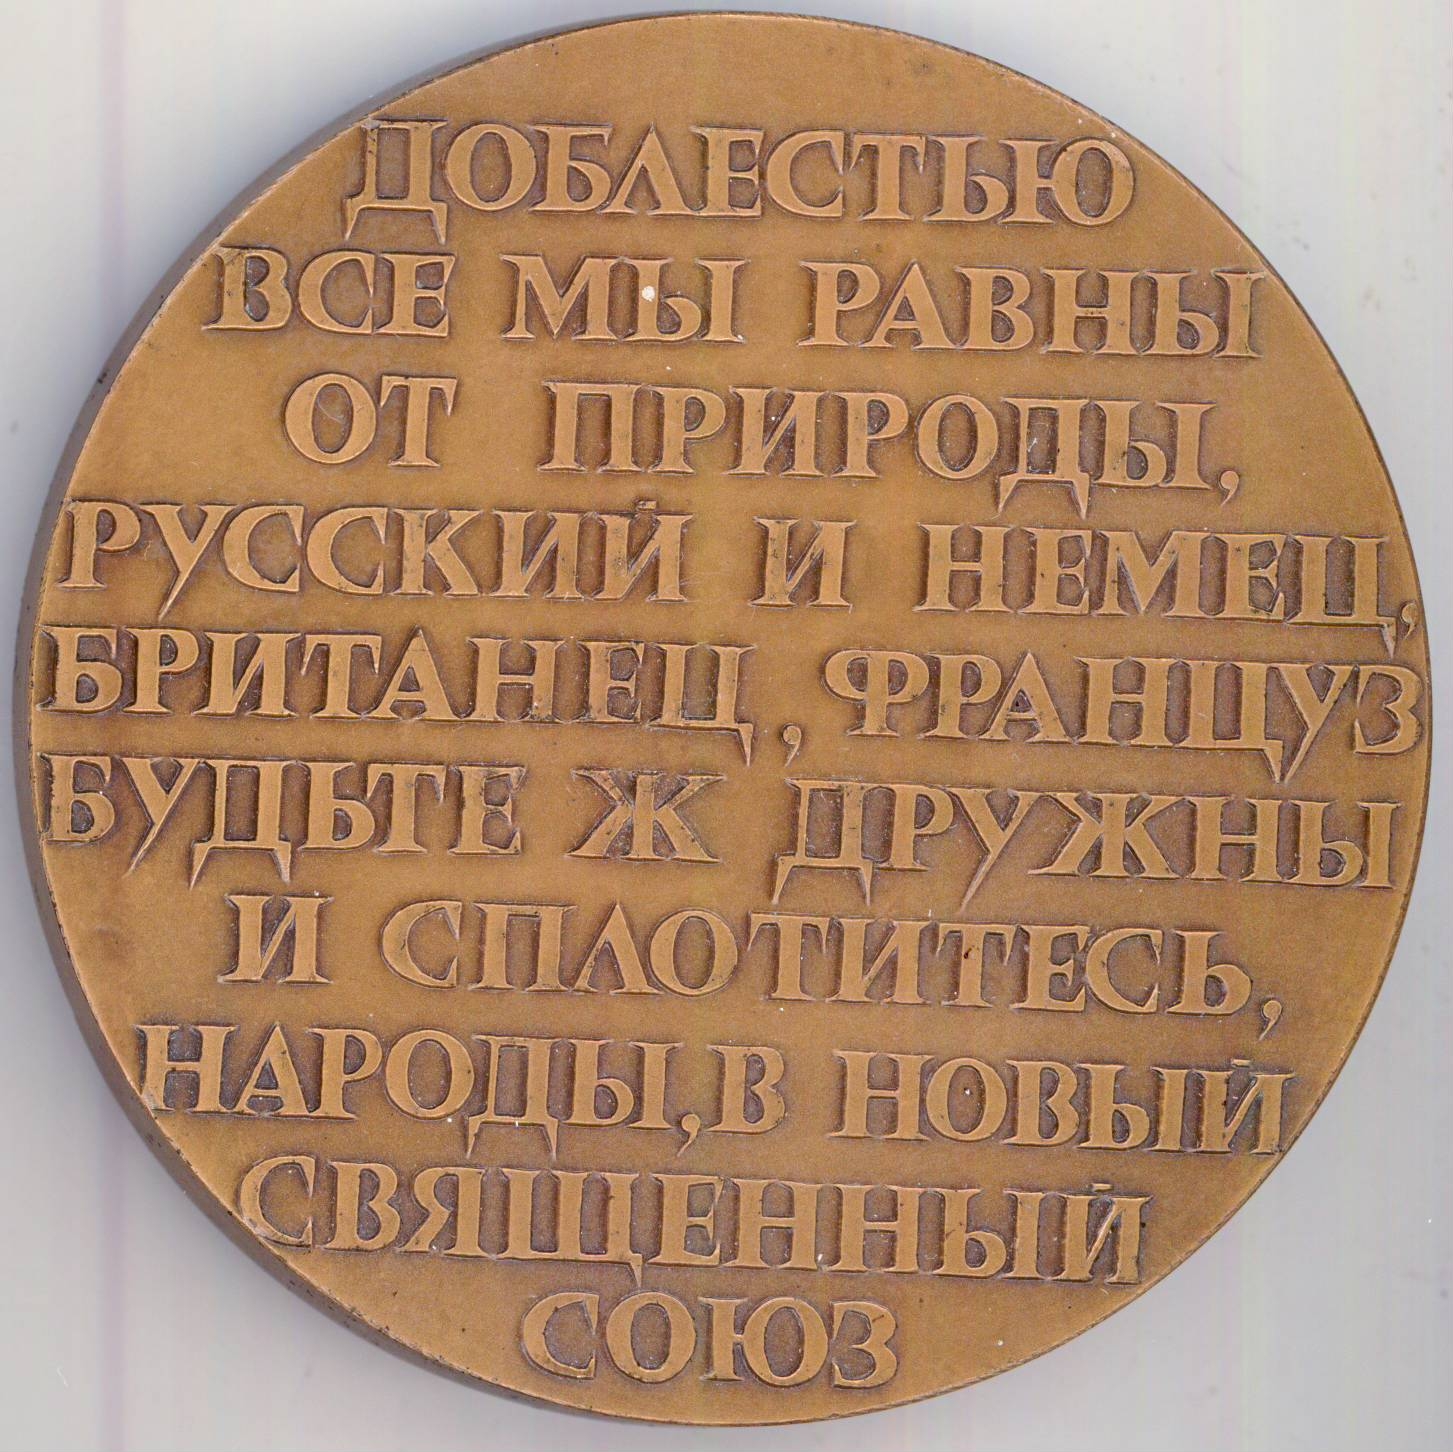 ДОБЛЕСТЬЮ
ВСЕ МЫ РАВНЫ
ОТ ПРИРОДЫ,
РУССКИЙ И НЕМЕЦ,
БРИТАНЕЦ, ФРАНЦУЗ
БУДЬТЕ Ж ДРУЖНЫ
И СПЛОТИТЕСЬ,
НАРОДЫ, В НОВЫЙ
СВЯЩЕННЫЙ
СОЮЗ